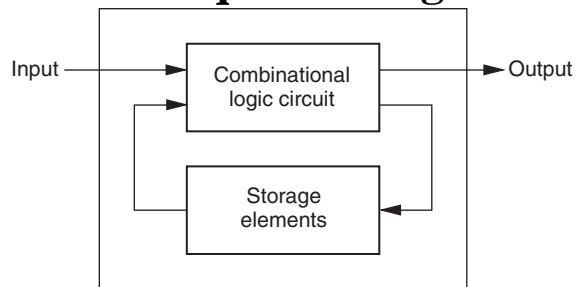 Input
Combinational
logic circuit
Output
Storage
elements